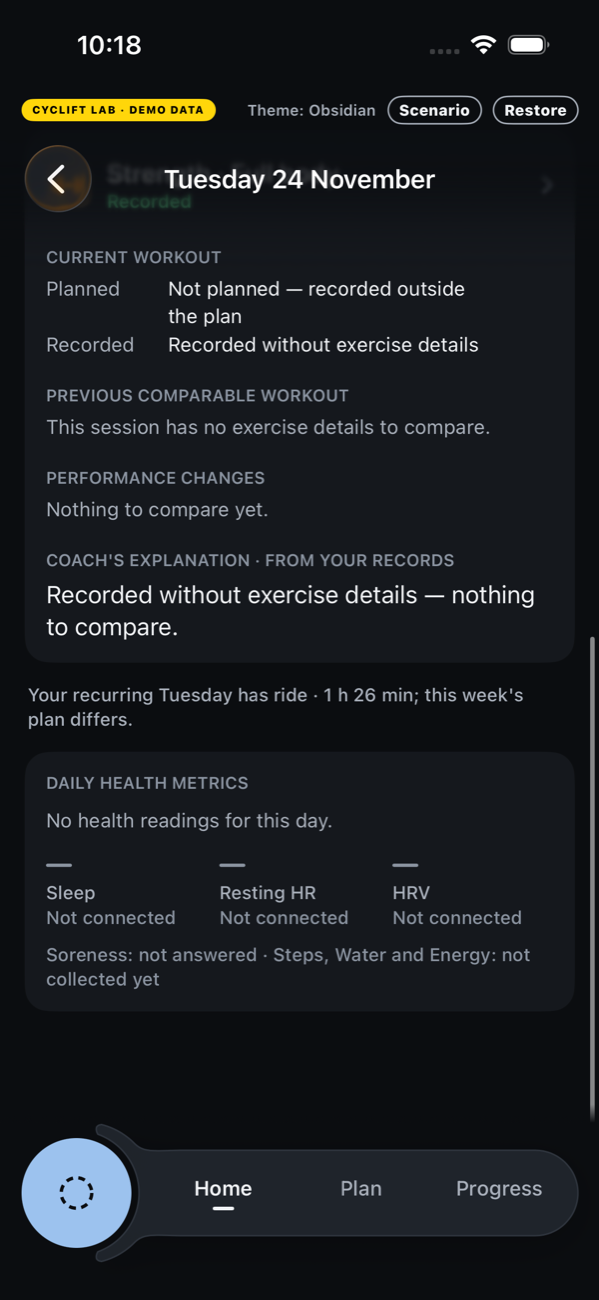 10:18
CYCLIFT LAB · DEMO DATA
Theme: Obsidian
Scenario
Restore
Tuesday 24 November
Recorded
CURRENT WORKOUT
Planned
Not planned — recorded outside
the plan
Recorded
Recorded without exercise details
PREVIOUS COMPARABLE WORKOUT
This session has no exercise details to compare.
PERFORMANCE CHANGES
Nothing to compare yet.
COACH'S EXPLANATION · FROM YOUR RECORDS
Recorded without exercise details — nothing
to compare.
Your recurring Tuesday has ride · 1 h 26 min; this week's
plan differs.
DAILY HEALTH METRICS
No health readings for this day.
Sleep
Not connected
Resting HR
Not connected
HRV
Not connected
Soreness: not answered · Steps, Water and Energy: not
collected yet
Home
Plan
Progress